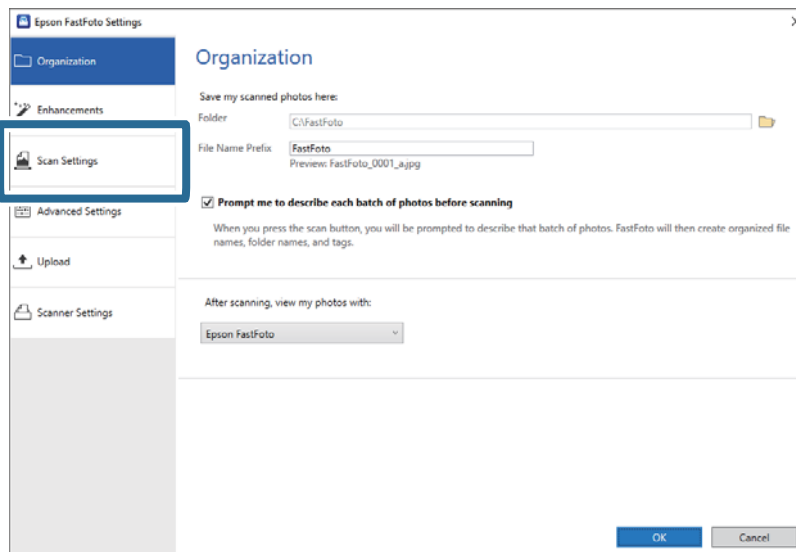 Epson FastFoto Settings
Organization
Enhancements
Scan Settings
Advanced Settings
Upload
Scanner Settings
Organization
Save my scanned photos here:
Folder
C:\FastFoto
File Name Prefix
FastFoto
Preview: FastFoto_0001_a.jpg
Prompt me to describe each batch of photos before scanning
When you press the scan button, you will be prompted to describe that batch of photos. FastFoto will then create organized file
names, folder names, and tags.
After scanning, view my photos with:
Epson FastFoto
OK
Cancel